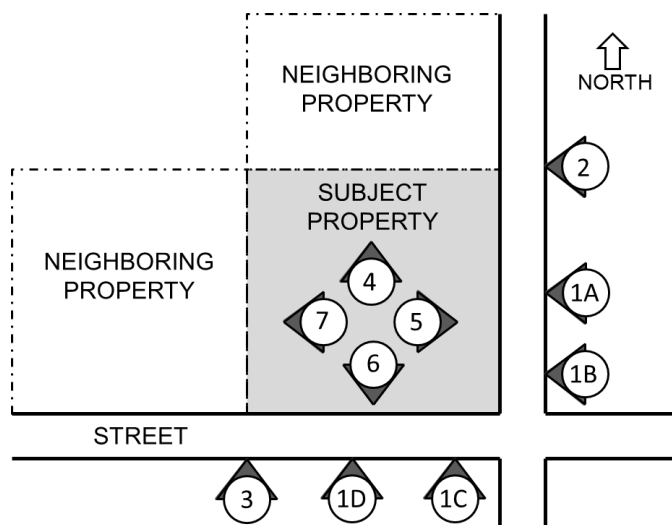 NEIGHBORING
PROPERTY
NORTH
2
SUBJECT
PROPERTY
NEIGHBORING
PROPERTY
4
1A
7
5
6
1B
STREET
3
1D
1C